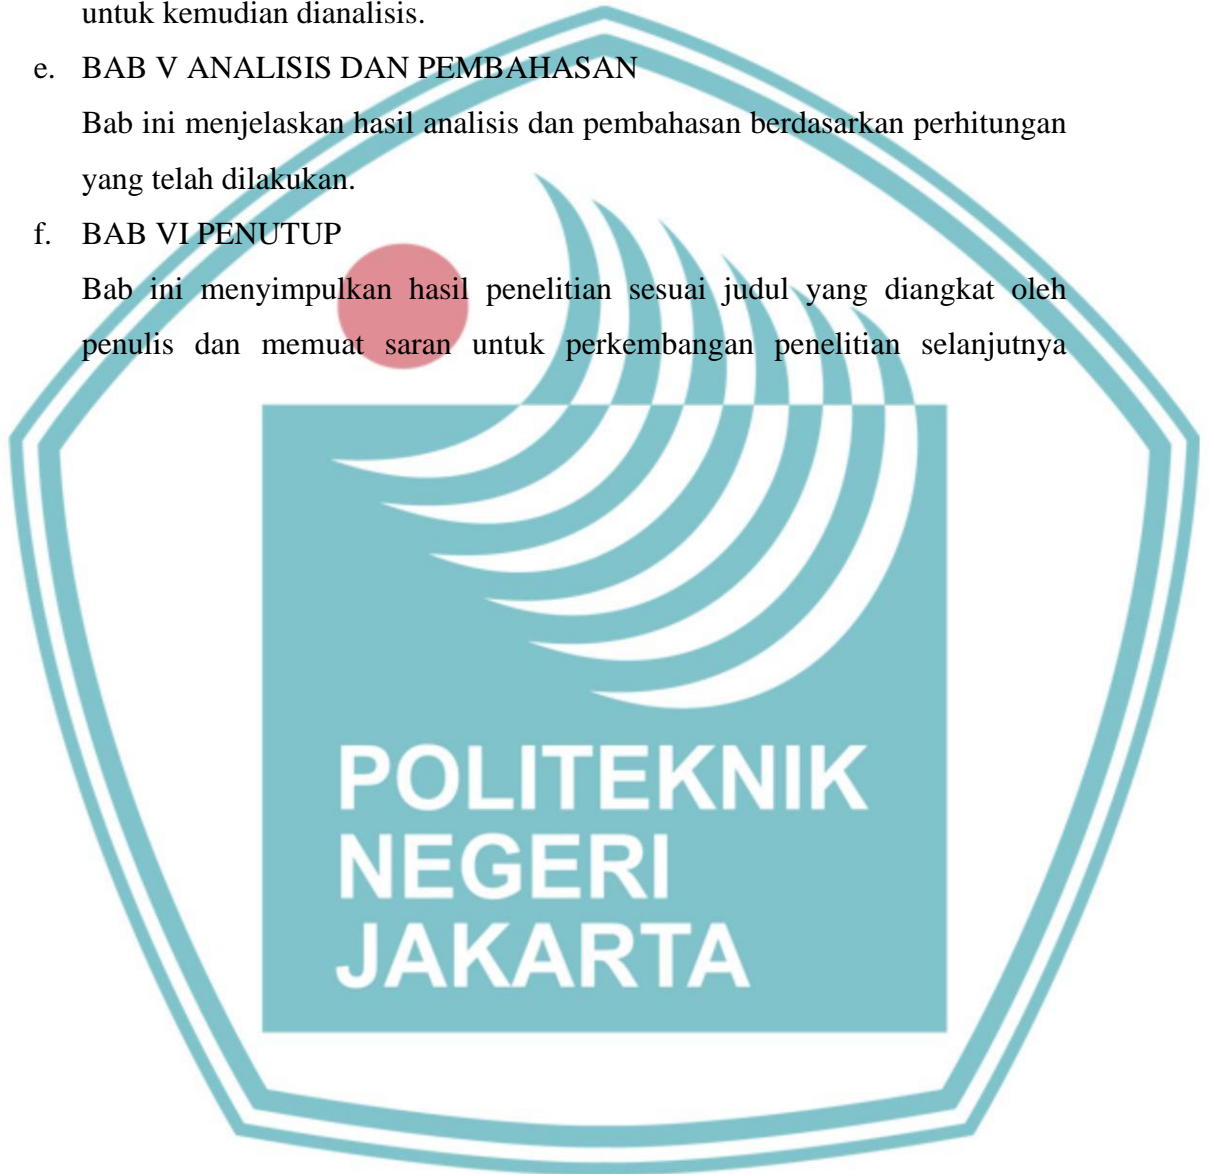 untuk kemudian dianalisis.
e. BAB V ANALISIS DAN PEMBAHASAN
Bab ini menjelaskan hasil analisis dan pembahasan berdasarkan perhitungan
yang telah dilakukan.
f. BAB VI PENUTUP
Bab ini menyimpulkan hasil penelitian sesuai judul yang diangkat oleh
penulis dan memuat saran untuk perkembangan penelitian selanjutnya
POLITEKNIK
NEGERI
JAKARTA